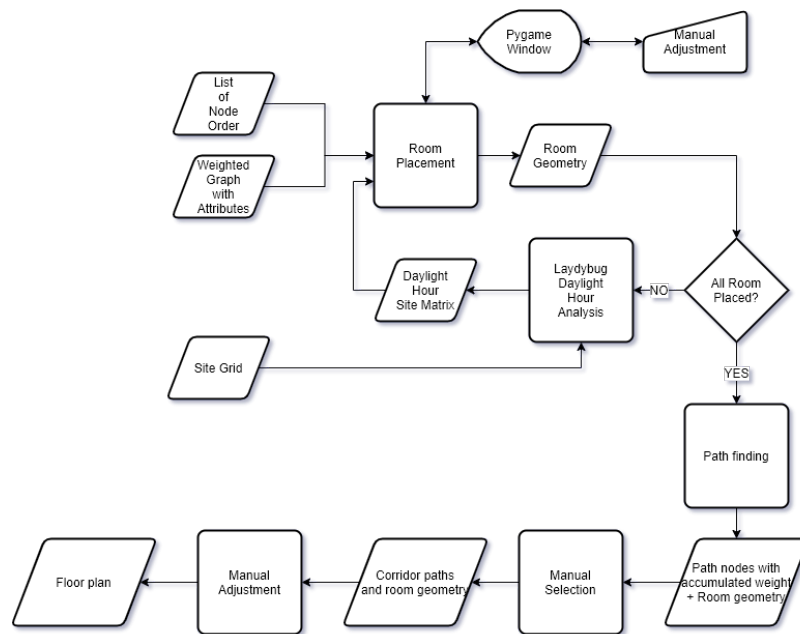 Pygame
Window
Manual
Adjustment
List
of
Node
Order
Weighted
Graph
with
Attributes
Room
Placement
Room
Geometry
Daylight
Hour
Site Matrix
Laydybug
Daylight
Hour
Analysis
NO
All Room
Placed?
Site Grid
YES
Path finding
Floor plan
Manual
Adjustment
Corridor paths
and room geometry
Manual
Selection
Path nodes with
accumulated weight
+ Room geometry